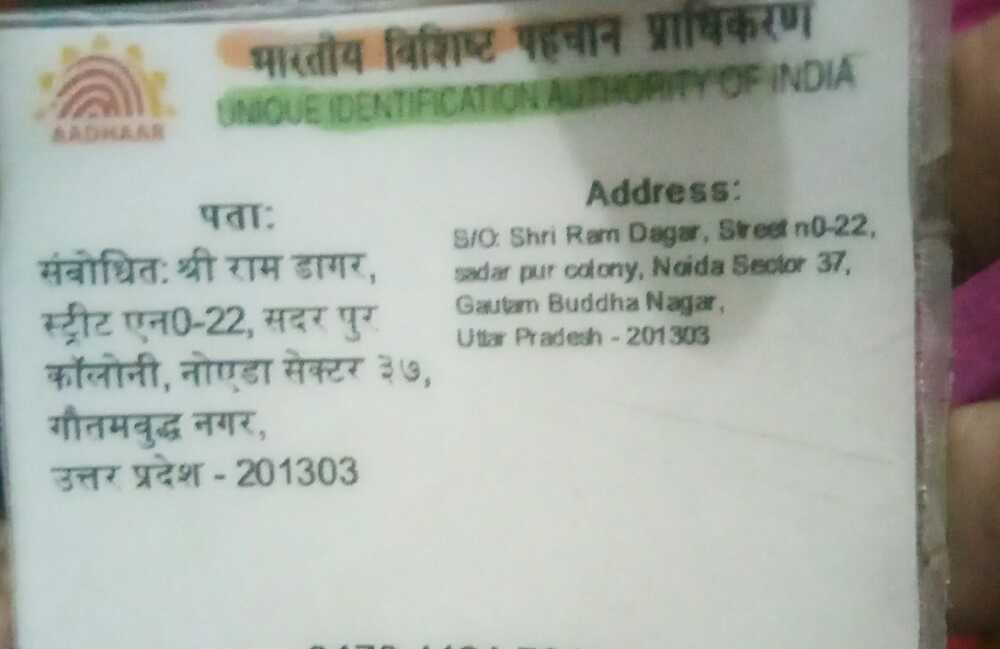 भारतीय विशिष्ट पहचान प्राधिकरण
UNIQUE IDENTIFICATION AUTHORITY OF INDIA
AADHAAR
पता:
संबोधित: श्री राम डागर,
स्ट्रीट एन0-22, सदर पुर
कॉलोनी, नोएडा सेक्टर ३७,
गौतमबुद्ध नगर,
उत्तर प्रदेश - 201303
Address:
S/O: Shri Ram Dagar, Street n0-22,
sadar pur colony, Noida Sector 37,
Gautam Buddha Nagar,
Uttar Pradesh - 201303